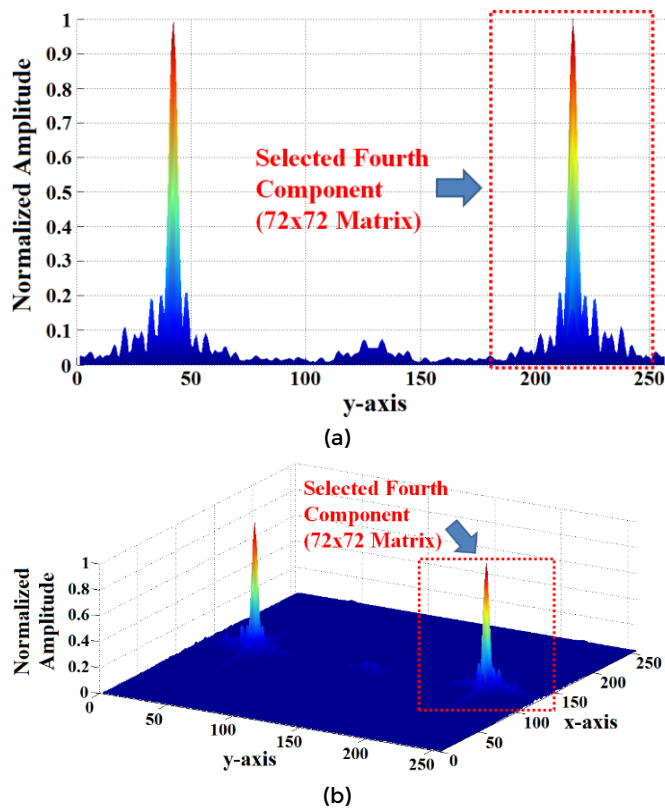 1
0.9
0.8
0.7
0.6
0.5
0.4
0.3
0.2
0.1
0
Normalized Amplitude
Selected Fourth
Component
(72x72 Matrix)
0 50 100 150 200 250
y-axis
(a)
Selected Fourth
Component
(72x72 Matrix)
1
0.8
0.6
0.4
0.2
0
Normalized
Amplitude
0 50 100 150 200 250
y-axis
0 50 100 150 200 250
x-axis
(b)